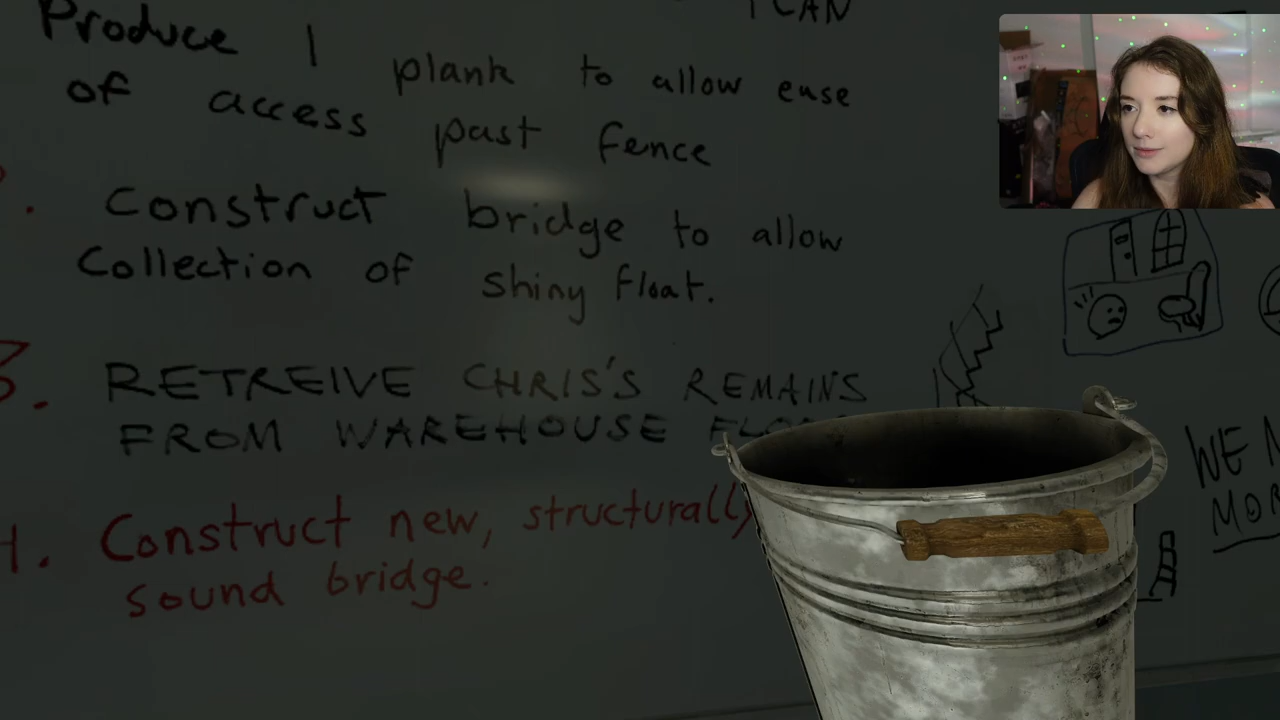 I CAN
Produce 1 plank to allow ease
of access past fence
Construct bridge to allow
Collection of shiny float.
3. RETREIVE CHRIS'S REMAINS
FROM WAREHOUSE
4. Construct new, structurally
sound bridge.
WE